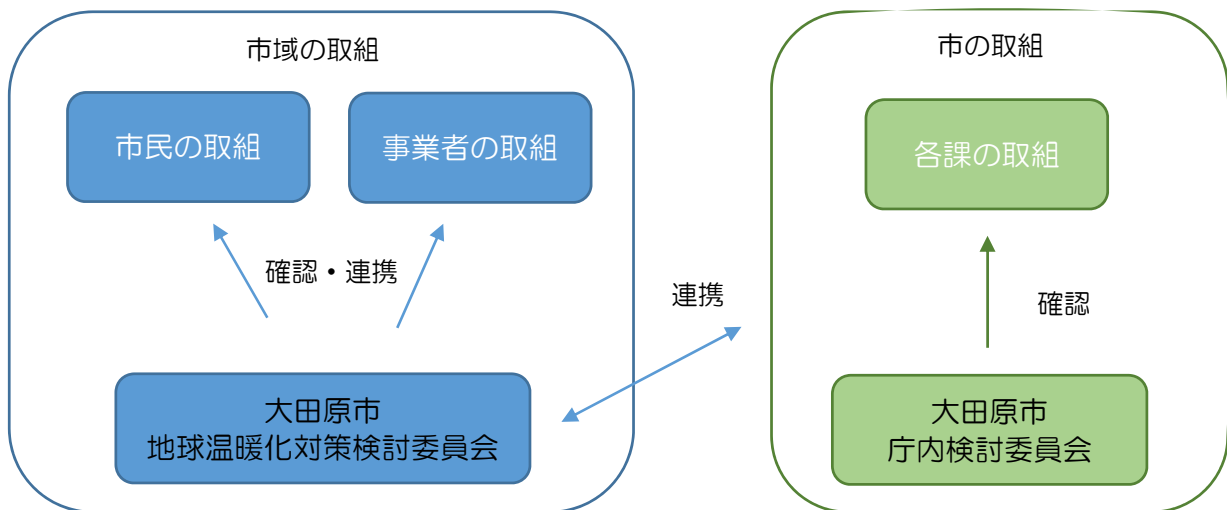 市域の取組
市民の取組
事業者の取組
確認・連携
大田原市
地球温暖化対策検討委員会
連携
市の取組
各課の取組
確認
大田原市
庁内検討委員会